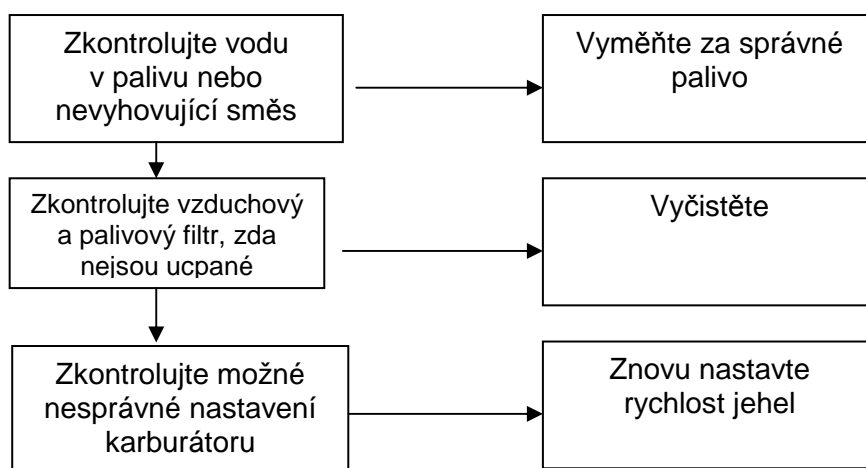 Zkontrolujte vodu
v palivu nebo
nevyhovující směs
Vyměňte za správné
palivo
Zkontrolujte vzduchový
a palivový filtr, zda
nejsou ucpané
Vyčistěte
Zkontrolujte možné
nesprávné nastavení
karburátoru
Znovu nastavte
rychlost jehel